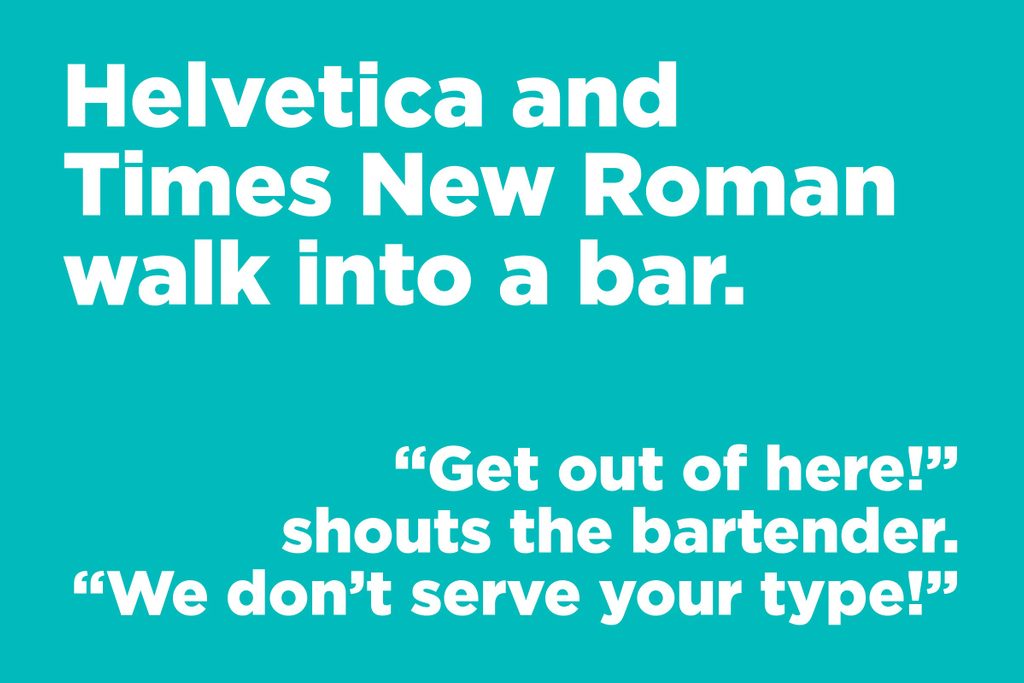 Helvetica and
Times New Roman
walk into a bar.
“Get out of here!”
shouts the bartender.
“We don’t serve your type!”